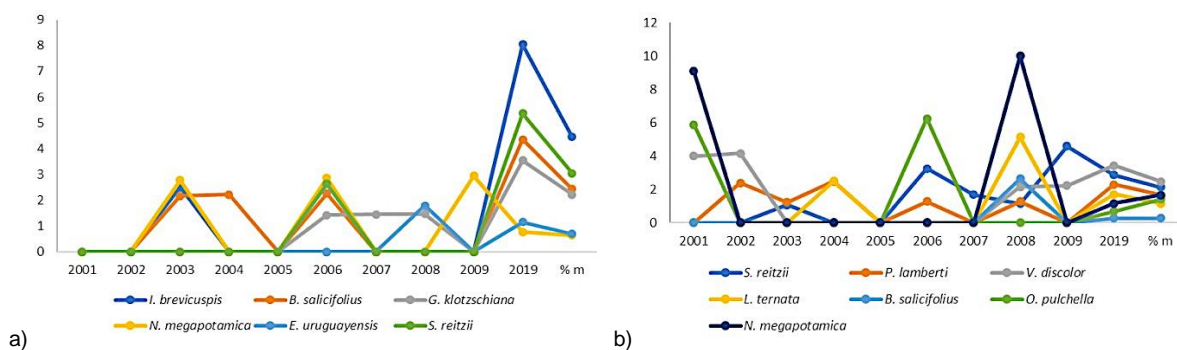 9
8
7
6
5
4
3
2
1
0
2001 2002 2003 2004 2005 2006 2007 2008 2009 2019 % m
I. brevicuspis B. salicifolius G. klotzschiana
N. megapotamica E. uruguayensis S. reitzii
a)
12
10
8
6
4
2
0
2001 2002 2003 2004 2005 2006 2007 2008 2009 2019 % m
S. reitzii P. lamberti V. discolor
L. ternata B. salicifolius O. pulchella
N. megapotamica
b)